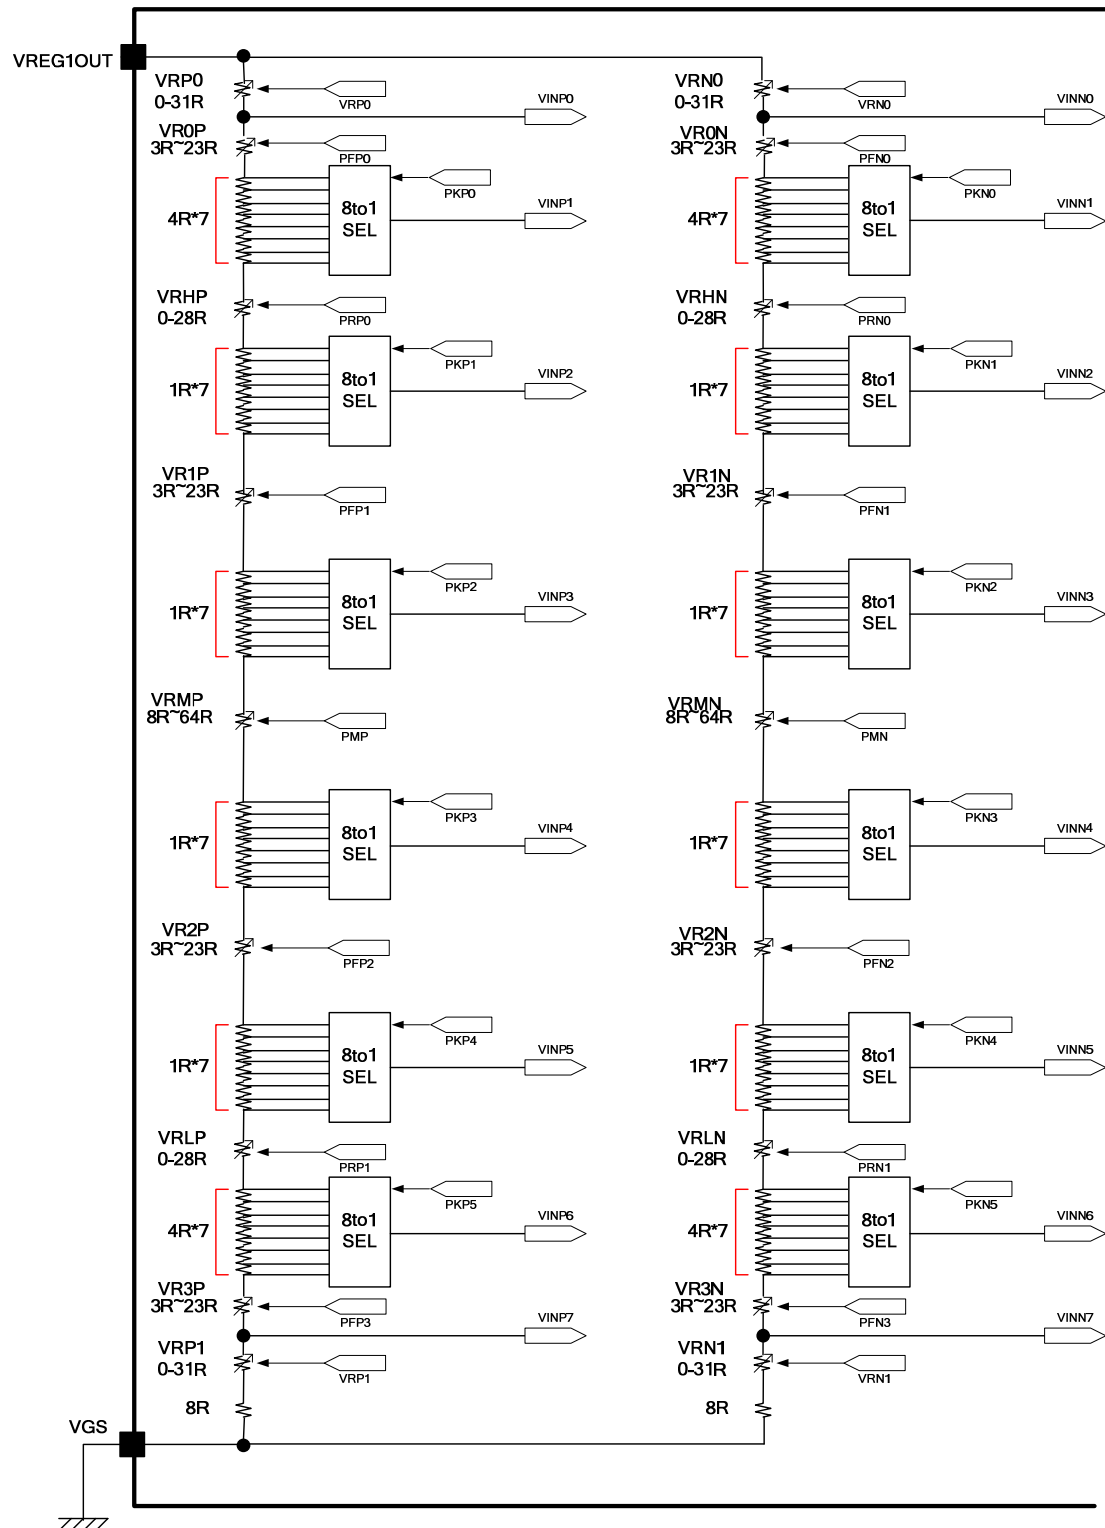 VREG1OUT
VRP0
0-31R
VRP0
VINP0
VR0P
3R~23R
PFP0
4R*7
8to1
SEL
PKP0
VINP1
VRHP
0-28R
PRP0
1R*7
8to1
SEL
PKP1
VINP2
VR1P
3R~23R
PFP1
1R*7
8to1
SEL
PKP2
VINP3
VRMP
8R~64R
PMP
1R*7
8to1
SEL
PKP3
VINP4
VR2P
3R~23R
PFP2
1R*7
8to1
SEL
PKP4
VINP5
VRLP
0-28R
PRP1
4R*7
8to1
SEL
PKP5
VINP6
VR3P
3R~23R
PFP3
VINP7
VRP1
0-31R
VRP1
8R
VGS
VRN0
0-31R
VRN0
VINN0
VR0N
3R~23R
PFN0
4R*7
8to1
SEL
PKN0
VINN1
VRHN
0-28R
PRN0
1R*7
8to1
SEL
PKN1
VINN2
VR1N
3R~23R
PFN1
1R*7
8to1
SEL
PKN2
VINN3
VRMN
8R~64R
PMN
1R*7
8to1
SEL
PKN3
VINN4
VR2N
3R~23R
PFN2
1R*7
8to1
SEL
PKN4
VINN5
VRLN
0-28R
PRN1
4R*7
8to1
SEL
PKN5
VINN6
VR3N
3R~23R
PFN3
VINN7
VRN1
0-31R
VRN1
8R